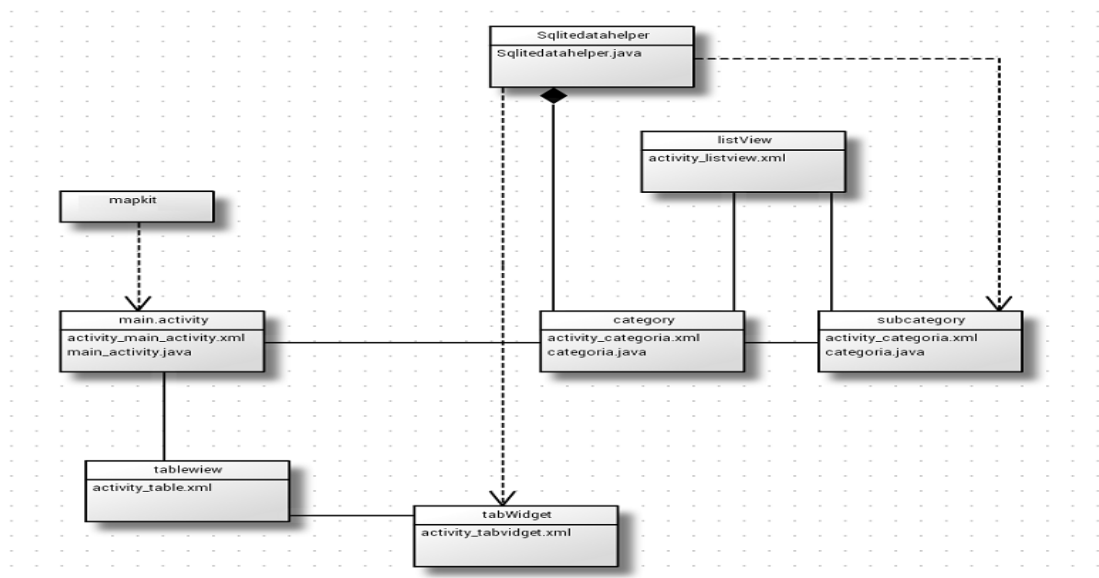 Sqlitedatahelper
Sqlitedatahelper.java
listView
activity_listview.xml
mapkit
main.activity
activity_main_activity.xml
main_activity.java
category
activity_categoria.xml
categoria.java
subcategory
activity_categoria.xml
categoria.java
tablewiew
activity_table.xml
tabWidget
activity_tabvidget.xml